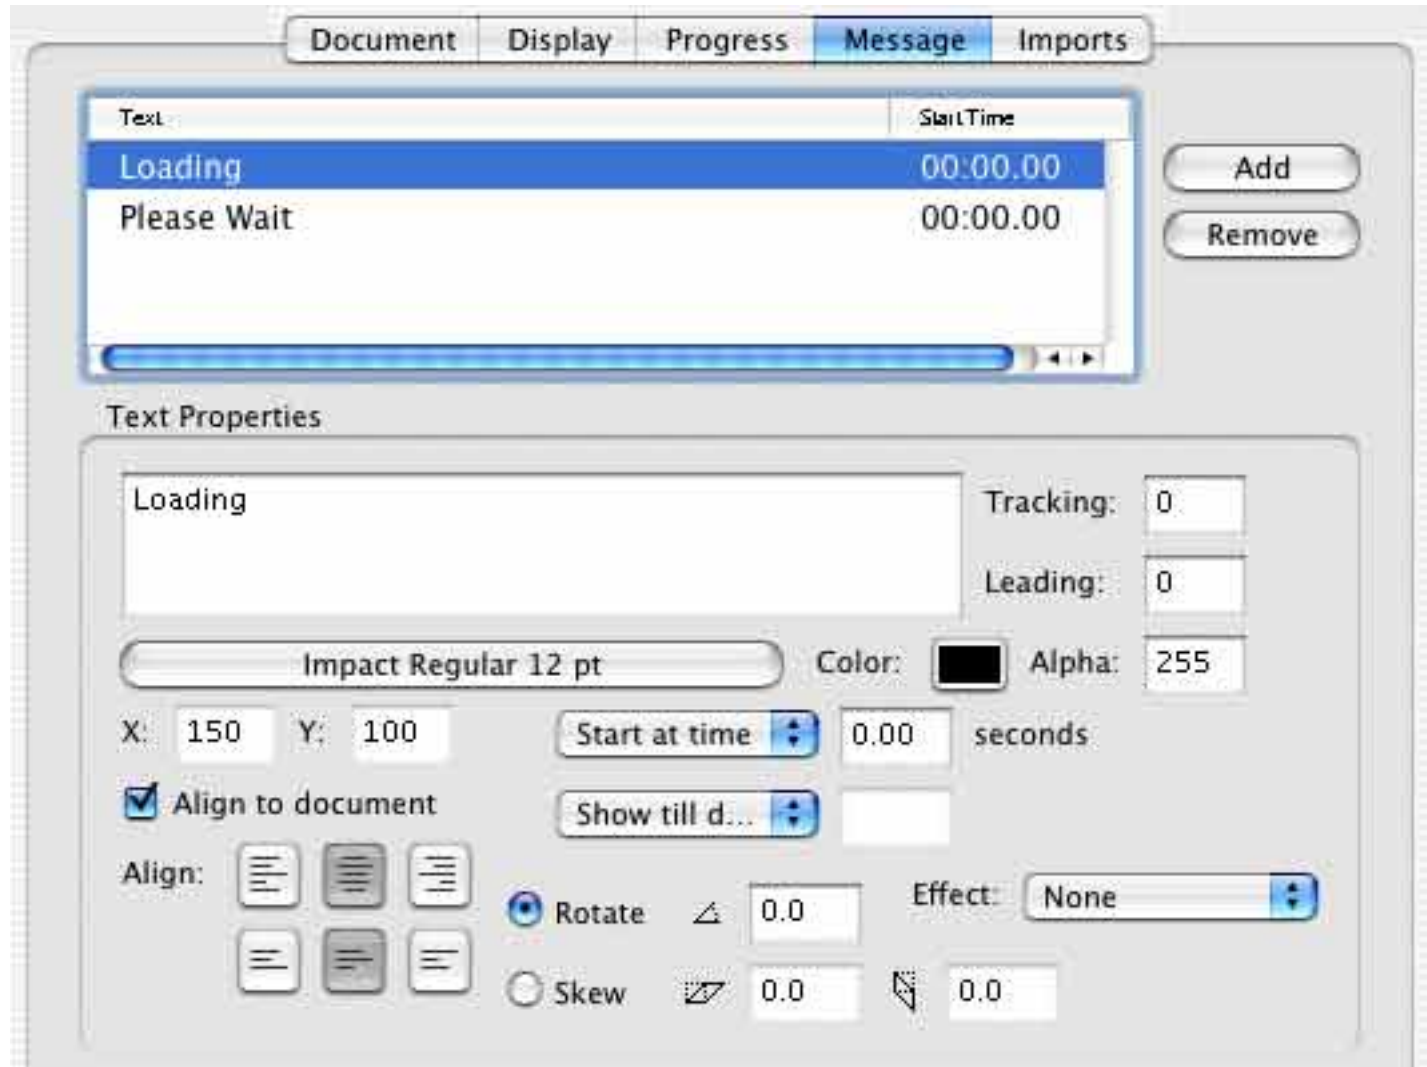 Document Display Progress Message Imports
Text StartTime
Loading 00:00.00
Add
Please Wait 00:00.00
Remove
Text Properties
Loading
Tracking: 0
Leading: 0
Impact Regular 12 pt Color: Alpha: 255
X: 150 Y: 100 Start at time 0.00 seconds
Align to document Show till d...
Align:
Rotate 0.0 Effect: None
Skew 0.0 0.0